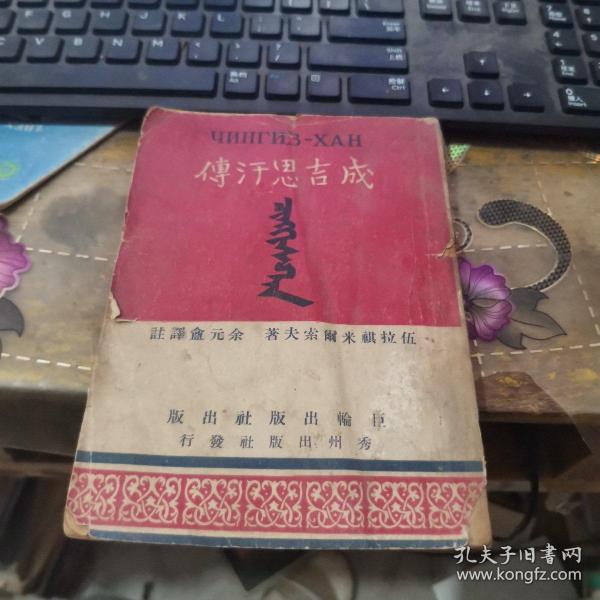 ЧИНГИЗ-ХАН
傳汗思吉成
註譯盦元余 著夫索爾米祺拉伍
版出社版出輪巨
行發社版出州秀
孔夫子旧书网
www.kongfz.com